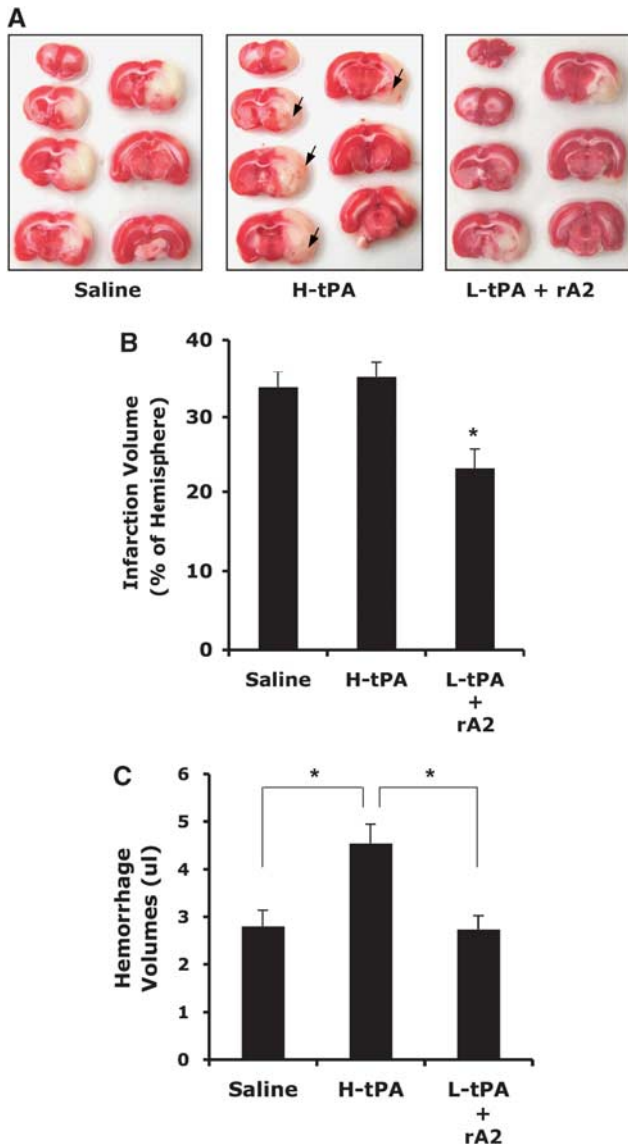 A
Saline
H-tPA
L-tPA + rA2
B
Infarction Volume
(% of Hemisphere)
40
30
20
10
0
*
Saline
H-tPA
L-tPA
+
rA2
C
Hemorrhage
Volumes (ul)
6
5
4
3
2
1
0
*
*
Saline
H-tPA
L-tPA
+
rA2